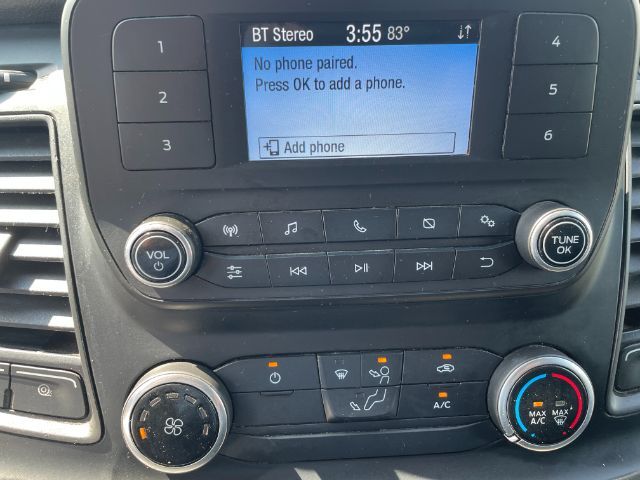 BT Stereo 3:55 83°
No phone paired.
Press OK to add a phone.
Add phone
1
2
3
4
5
6
VOL
TUNE
OK
A/C
MAX
A/C
MAX